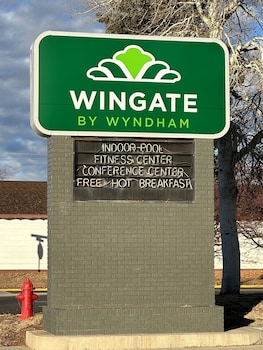 WINGATE
BY WYNDHAM
INDOOR POOL
FITNESS CENTER
CONFERENCE CENTER
FREE HOT BREAKFAST